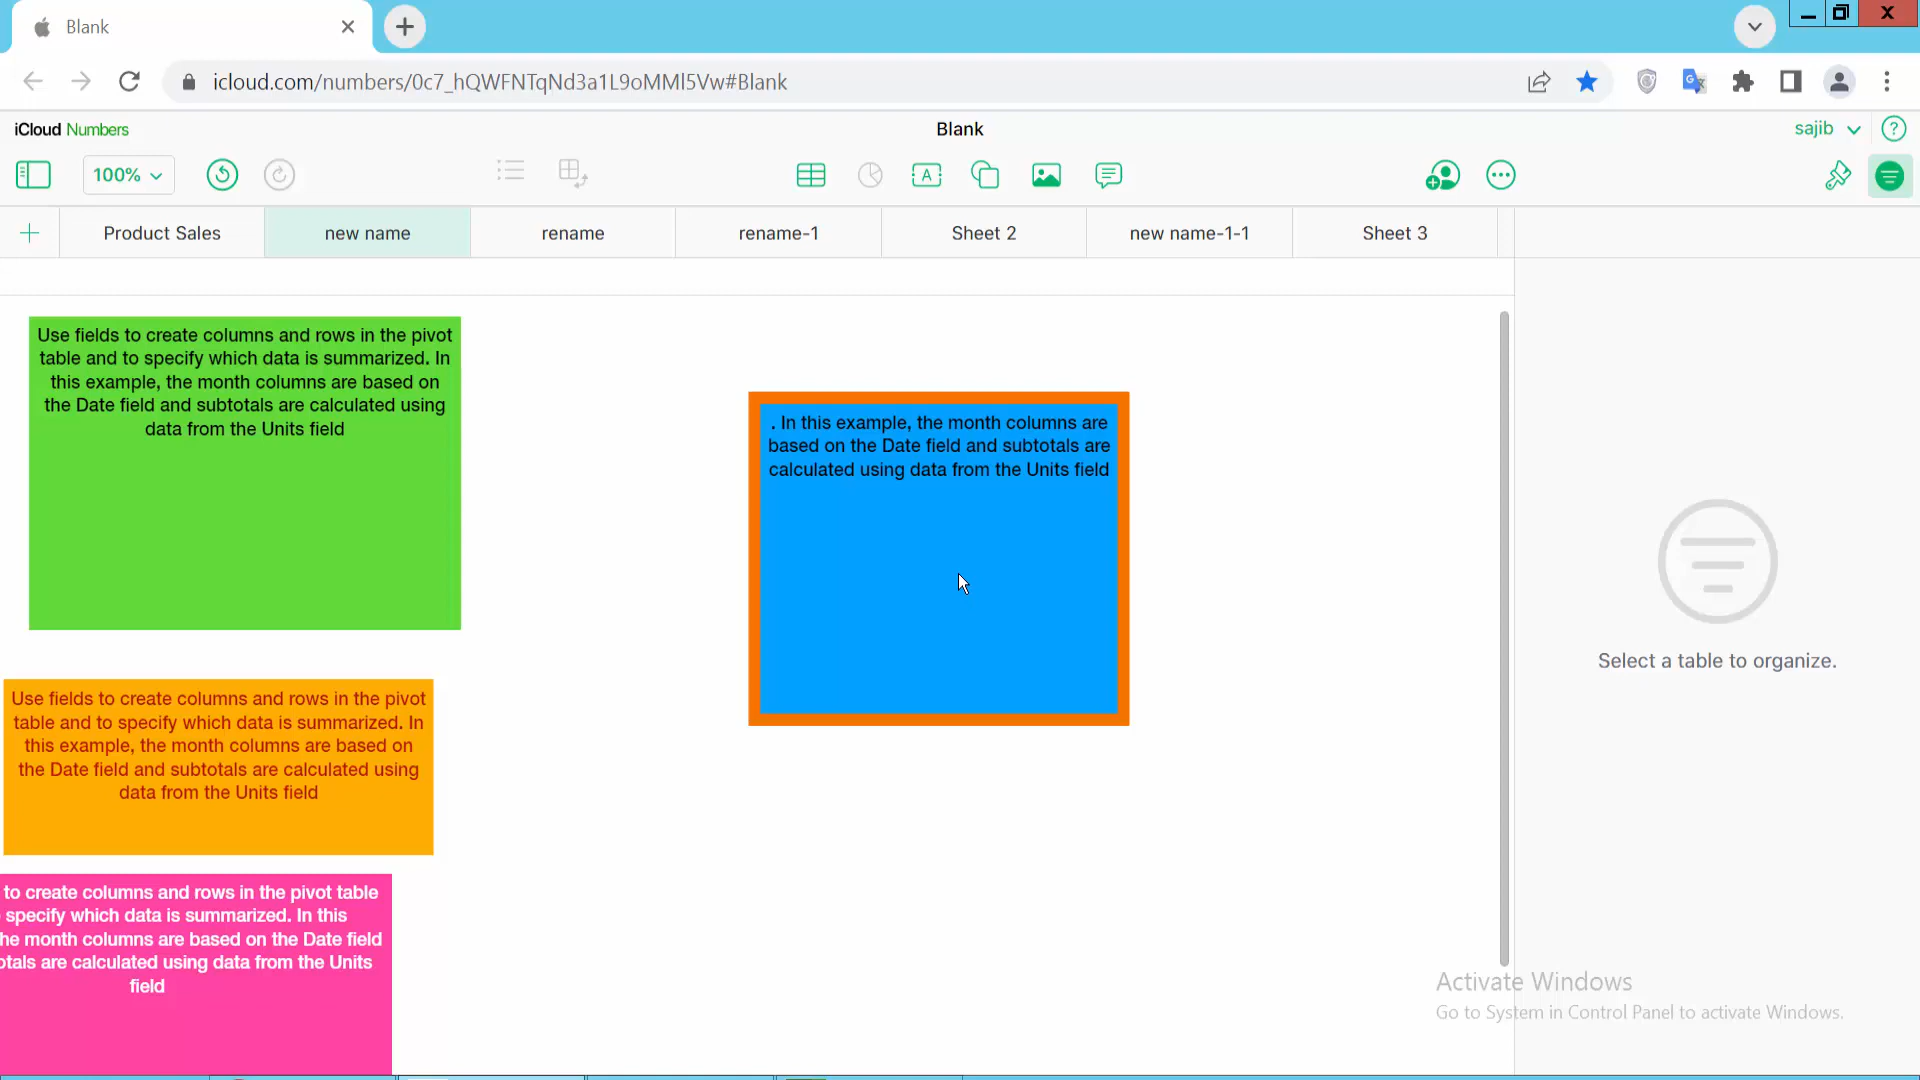 Blank
icloud.com/numbers/0c7_hQWFNTqNd3a1L9oMMl5Vw#Blank
iCloud Numbers
Blank
sajib
100%
Product Sales
new name
rename
rename-1
Sheet 2
new name-1-1
Sheet 3
Use fields to create columns and rows in the pivot
table and to specify which data is summarized. In
this example, the month columns are based on
the Date field and subtotals are calculated using
data from the Units field
. In this example, the month columns are
based on the Date field and subtotals are
calculated using data from the Units field
Select a table to organize.
Use fields to create columns and rows in the pivot
table and to specify which data is summarized. In
this example, the month columns are based on
the Date field and subtotals are calculated using
data from the Units field
to create columns and rows in the pivot table
specify which data is summarized. In this
he month columns are based on the Date field
otals are calculated using data from the Units
field
Activate Windows
Go to System in Control Panel to activate Windows.